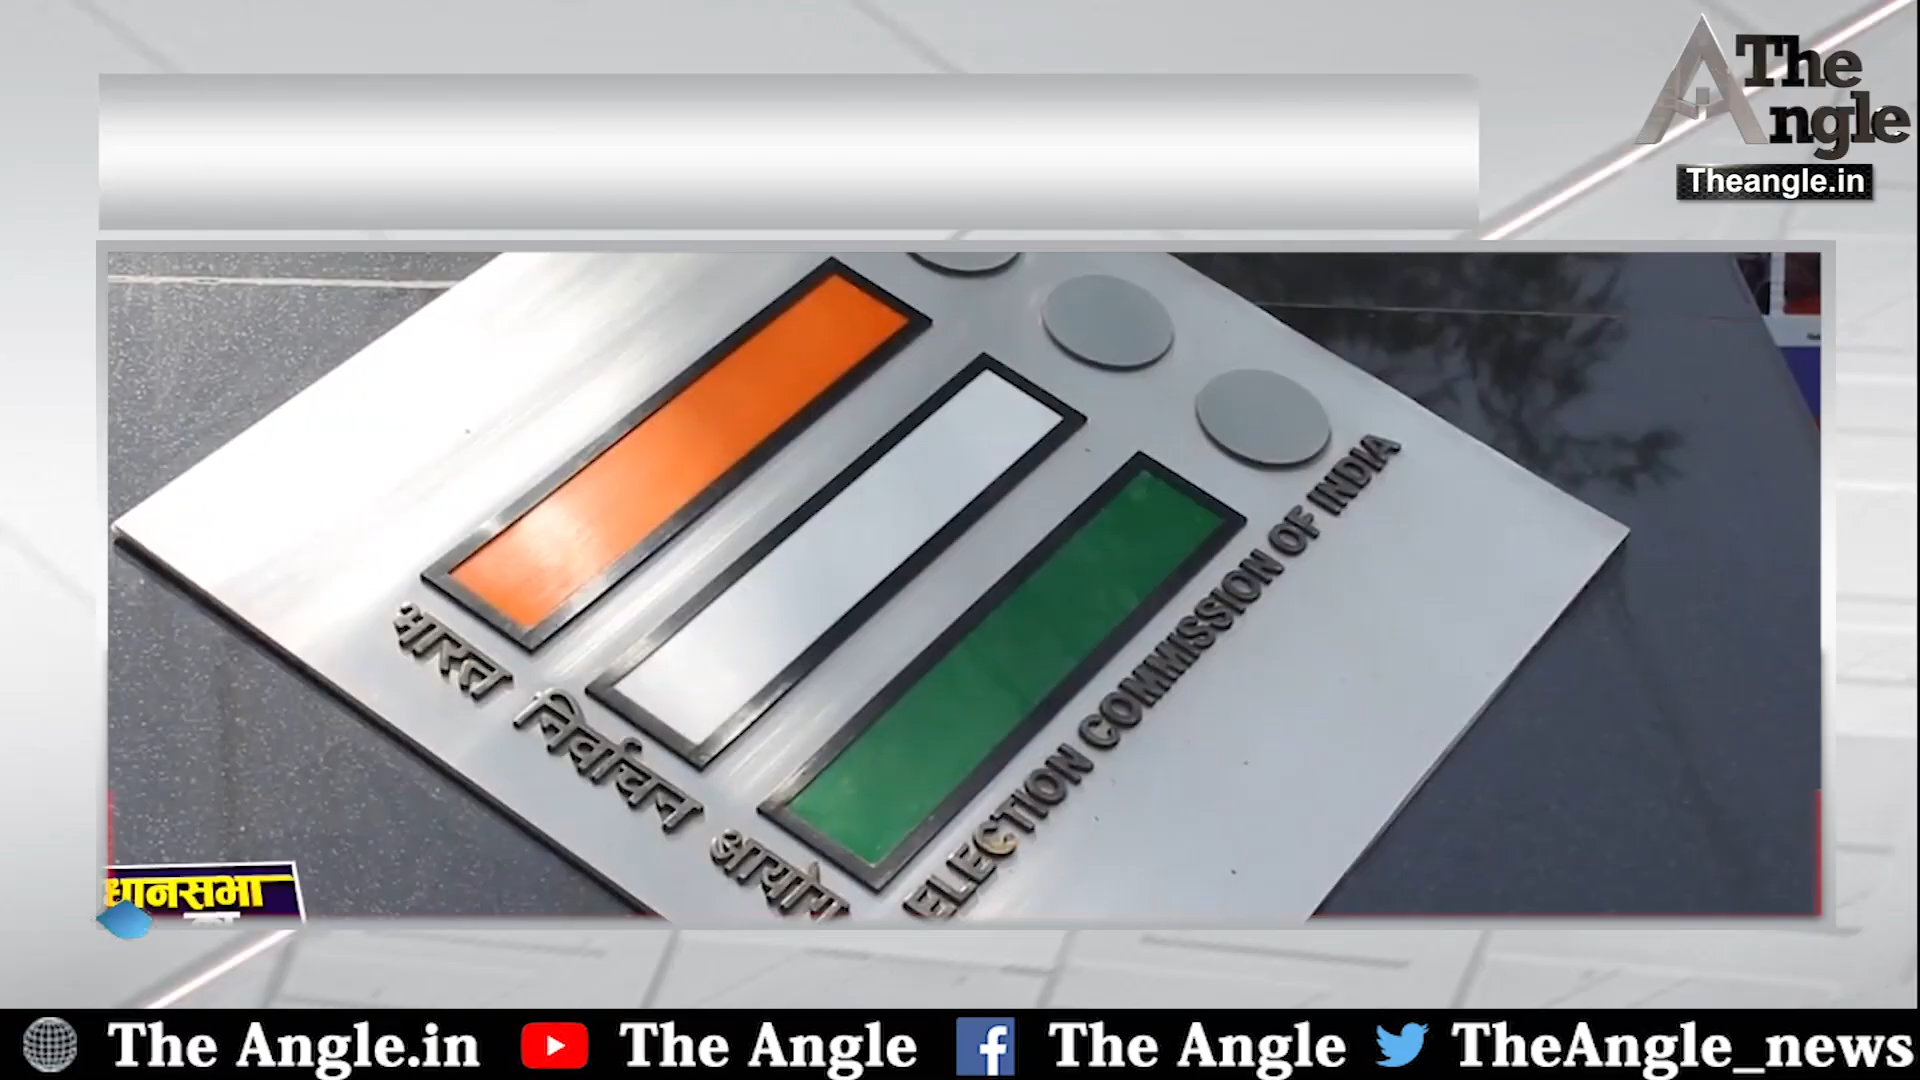 The
Angle
Theangle.in
भारत निर्वाचन आयोग
ELECTION COMMISSION OF INDIA
धानसभा
का
The Angle.in The Angle The Angle TheAngle_news